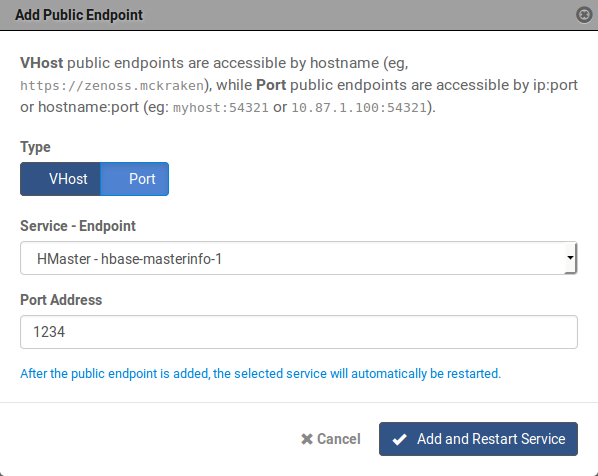 Add Public Endpoint
VHost public endpoints are accessible by hostname (eg,
https://zenoss.mckraken), while Port public endpoints are accessible by ip:port
or hostname:port (eg: myhost:54321 or 10.87.1.100:54321).
Type
VHost Port
Service - Endpoint
HMaster - hbase-masterinfo-1
Port Address
1234
After the public endpoint is added, the selected service will automatically be restarted.
Cancel Add and Restart Service